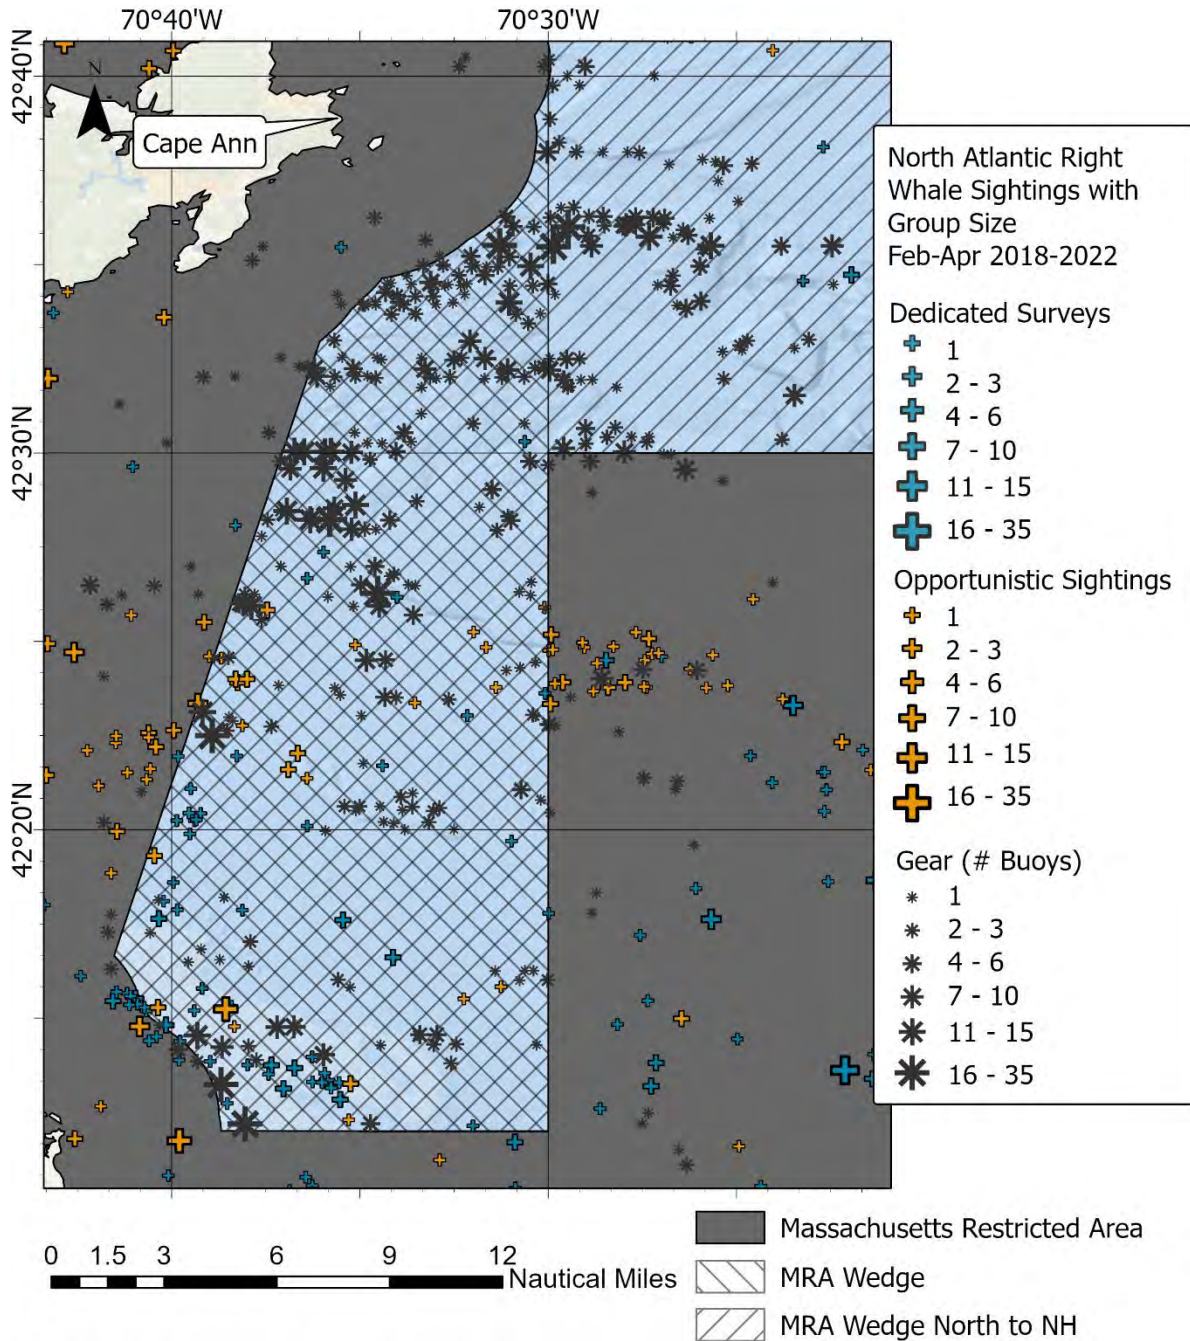 70°40'W 70°30'W
42°40'N
N
Cape Ann
42°30'N
42°20'N
North Atlantic Right
Whale Sightings with
Group Size
Feb-Apr 2018-2022
Dedicated Surveys
1
2 - 3
4 - 6
7 - 10
11 - 15
16 - 35
Opportunistic Sightings
1
2 - 3
4 - 6
7 - 10
11 - 15
16 - 35
Gear (# Buoys)
1
2 - 3
4 - 6
7 - 10
11 - 15
16 - 35
0 1.5 3 6 9 12
Nautical Miles
Massachusetts Restricted Area
MRA Wedge
MRA Wedge North to NH